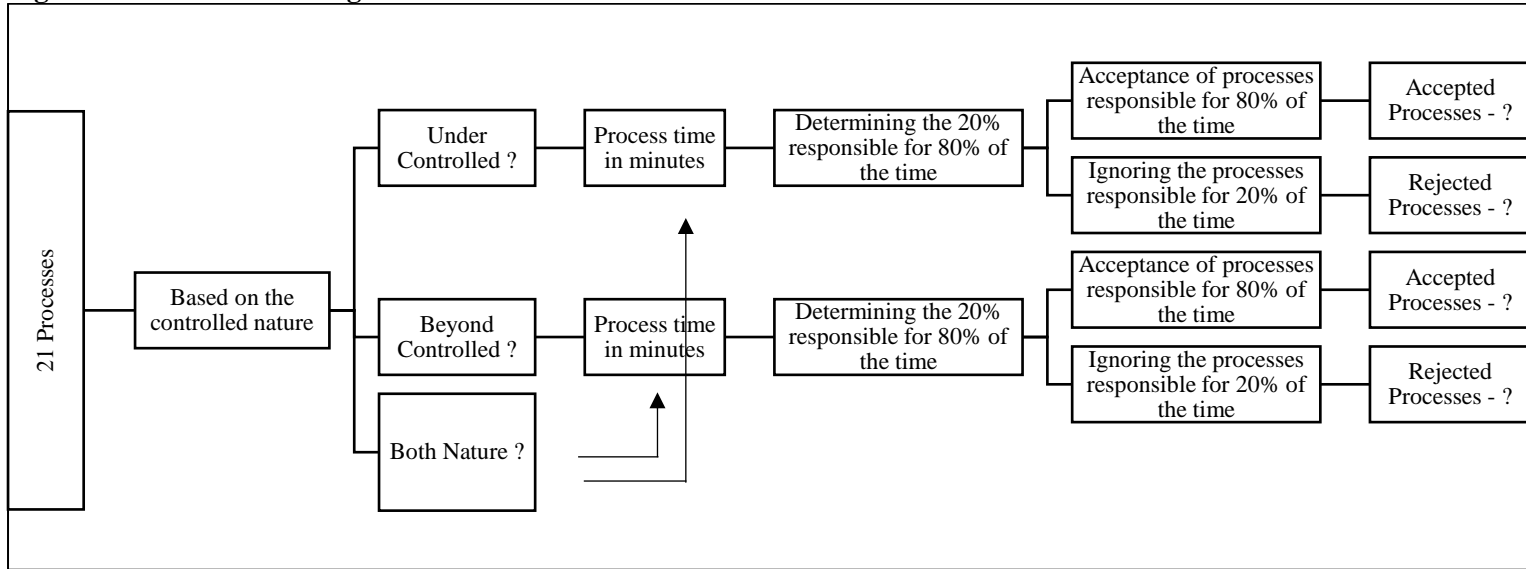 21 Processes
Based on the
controlled nature
Under
Controlled ?
Process time
in minutes
Determining the 20%
responsible for 80% of
the time
Acceptance of processes
responsible for 80% of
the time
Accepted
Processes - ?
Ignoring the processes
responsible for 20% of
the time
Rejected
Processes - ?
Beyond
Controlled ?
Process time
in minutes
Determining the 20%
responsible for 80% of
the time
Acceptance of processes
responsible for 80% of
the time
Accepted
Processes - ?
Ignoring the processes
responsible for 20% of
the time
Rejected
Processes - ?
Both Nature ?